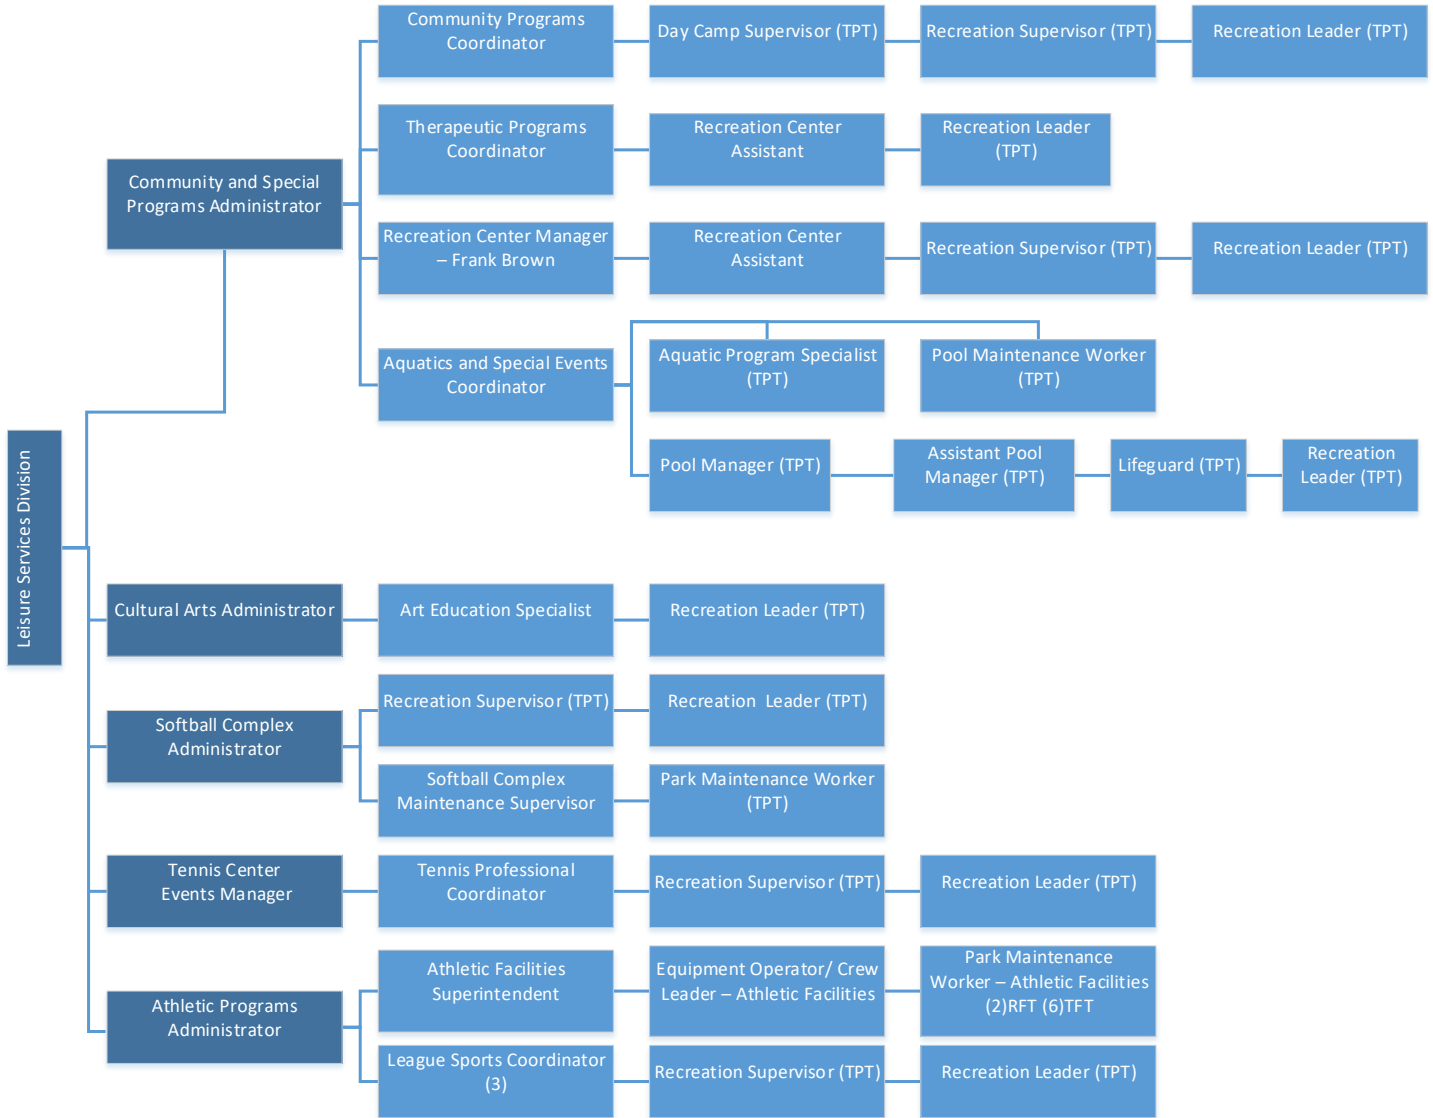 Leisure Services Division
Community and Special
Programs Administrator
Community Programs
Coordinator
Day Camp Supervisor (TPT)
Recreation Supervisor (TPT)
Recreation Leader (TPT)
Therapeutic Programs
Coordinator
Recreation Center
Assistant
Recreation Leader
(TPT)
Recreation Center Manager
– Frank Brown
Recreation Center
Assistant
Recreation Supervisor (TPT)
Recreation Leader (TPT)
Aquatics and Special Events
Coordinator
Aquatic Program Specialist
(TPT)
Pool Maintenance Worker
(TPT)
Pool Manager (TPT)
Assistant Pool
Manager (TPT)
Lifeguard (TPT)
Recreation
Leader (TPT)
Cultural Arts Administrator
Art Education Specialist
Recreation Leader (TPT)
Softball Complex
Administrator
Recreation Supervisor (TPT)
Recreation  Leader (TPT)
Softball Complex
Maintenance Supervisor
Park Maintenance Worker
(TPT)
Tennis Center
Events Manager
Tennis Professional
Coordinator
Recreation Supervisor (TPT)
Recreation Leader (TPT)
Athletic Programs
Administrator
Athletic Facilities
Superintendent
Equipment Operator/ Crew
Leader – Athletic Facilities
Park Maintenance
Worker – Athletic Facilities
(2)RFT (6)TFT
League Sports Coordinator
(3)
Recreation Supervisor (TPT)
Recreation Leader (TPT)